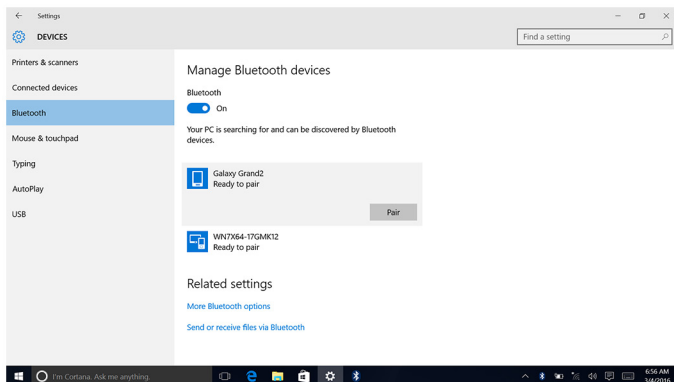 Settings
DEVICES
Find a setting
Printers & scanners
Connected devices
Bluetooth
Mouse & touchpad
Typing
AutoPlay
USB
Manage Bluetooth devices
Bluetooth
On
Your PC is searching for and can be discovered by Bluetooth
devices.
Galaxy Grand2
Ready to pair
Pair
WN7X64-17GMK12
Ready to pair
Related settings
More Bluetooth options
Send or receive files via Bluetooth
I'm Cortana. Ask me anything.
6:56 AM
3/4/2016